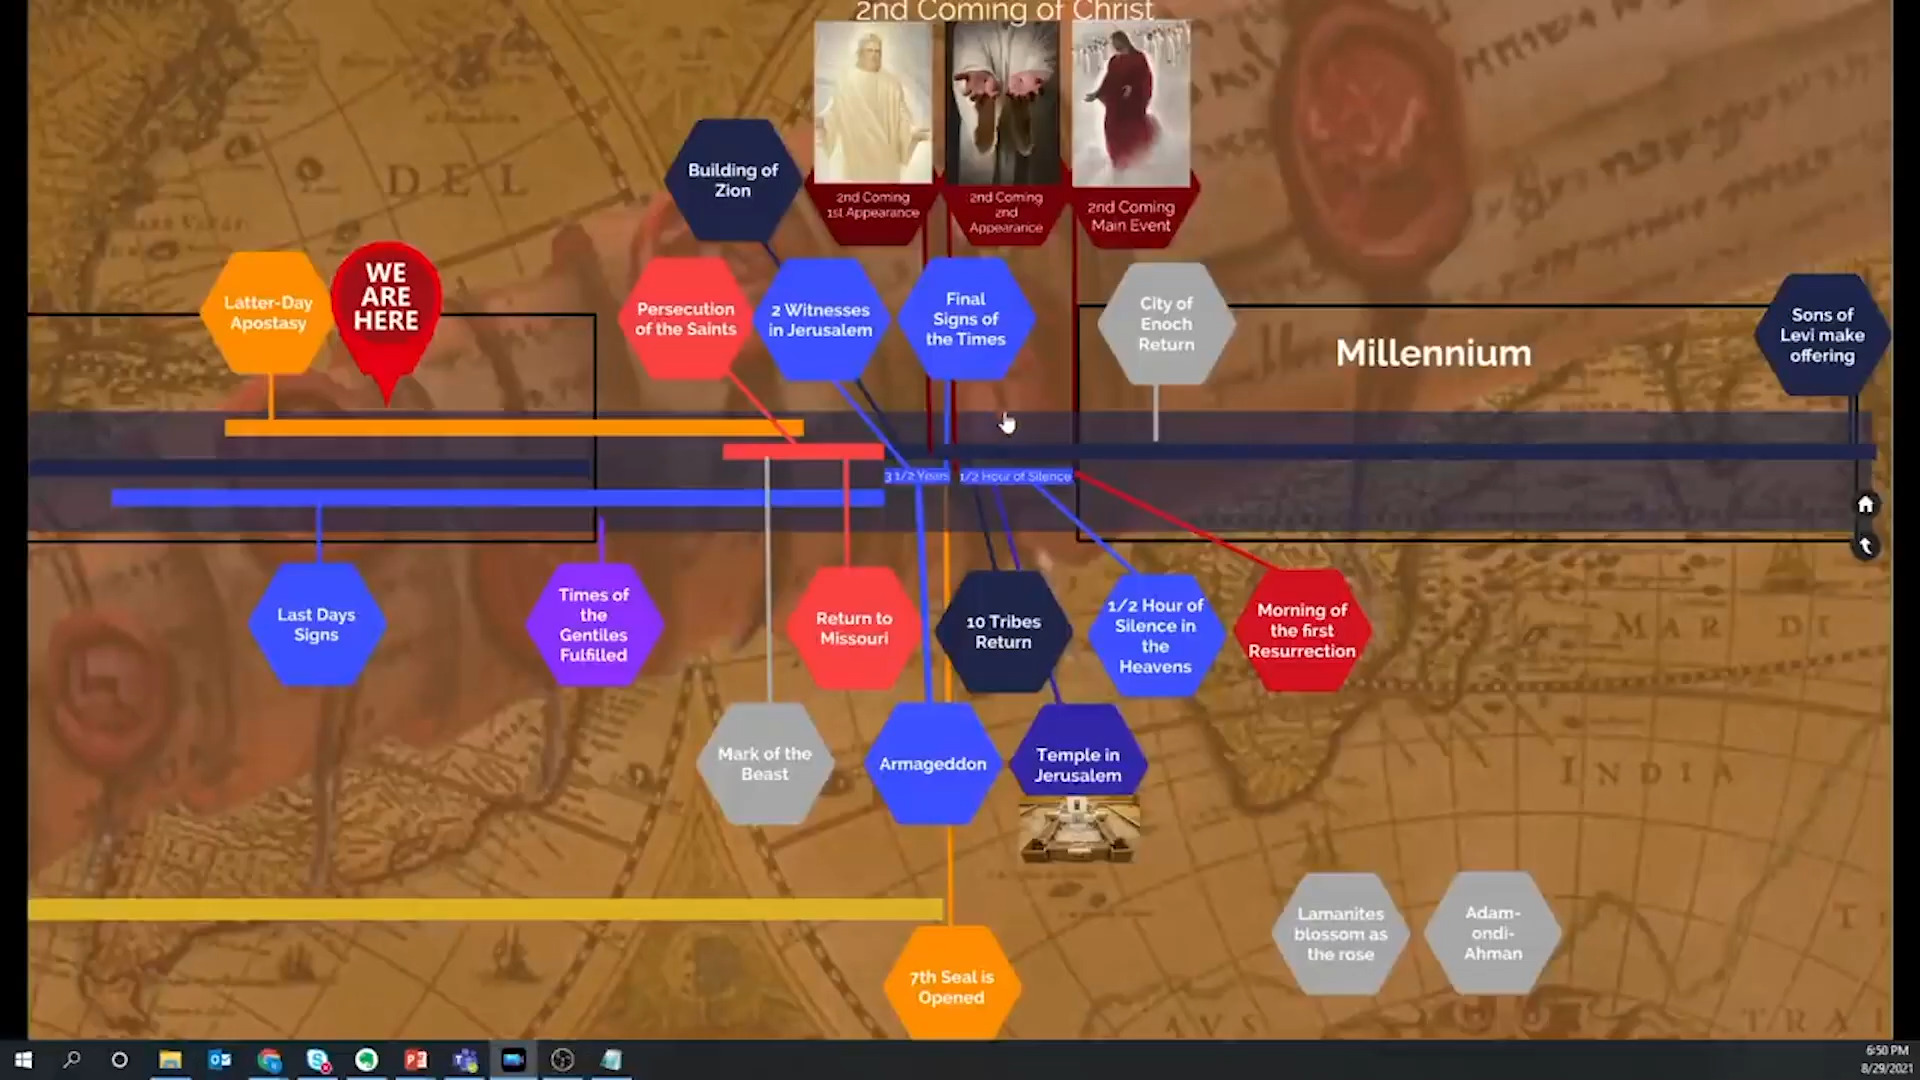 2nd Coming of Christ
DEL
Building of
Zion
2nd Coming
1st Appearance
2nd Coming
2nd
Appearance
2nd Coming
Main Event
Latter-Day
Apostasy
WE
ARE
HERE
Persecution
of the Saints
2 Witnesses
in Jerusalem
Final
Signs of
the Times
City of
Enoch
Return
Millennium
Sons of
Levi make
offering
3 1/2 Years
1/2 Hour of Silence
Last Days
Signs
Times of
the
Gentiles
Fulfilled
Return to
Missouri
10 Tribes
Return
1/2 Hour of
Silence in
the
Heavens
Morning of
the first
Resurrection
MAR DI
Mark of the
Beast
Armageddon
Temple in
Jerusalem
INDIA
Lamanites
blossom as
the rose
Adam-
ondi-
Ahman
7th Seal is
Opened
6:50 PM
8/29/2021